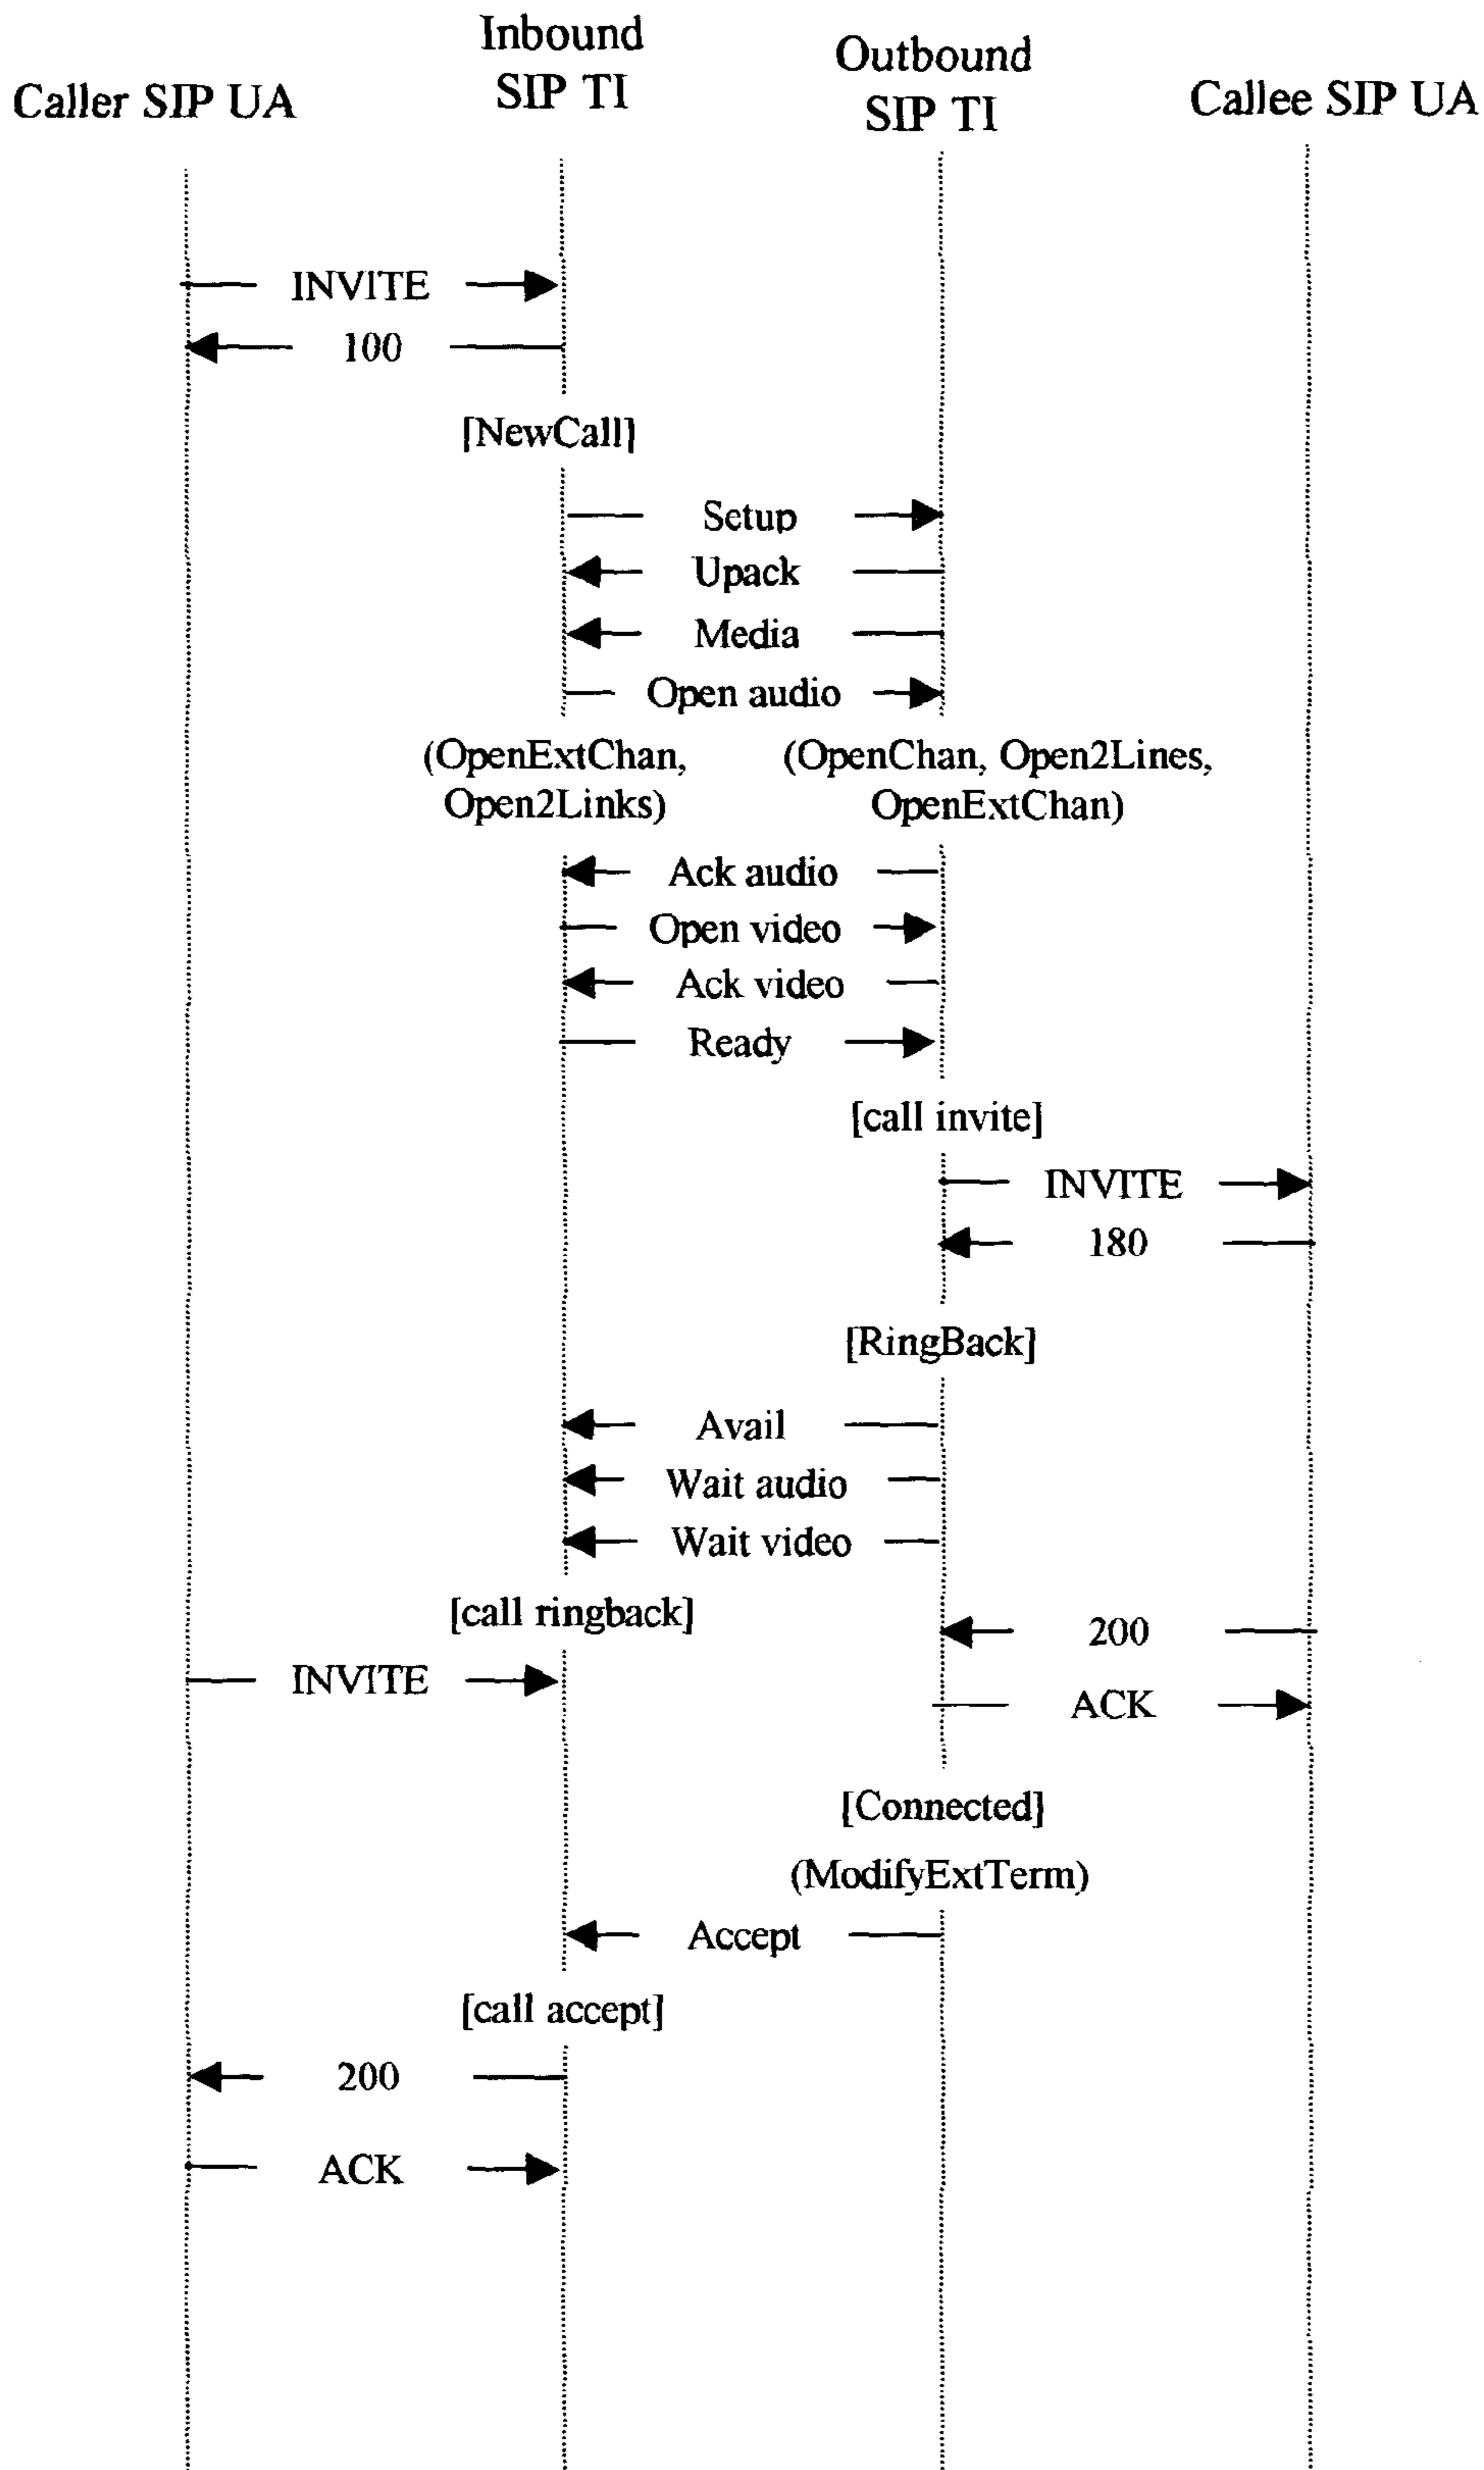 Caller SIP UA
Inbound
SIP TI
Outbound
SIP TI
Callee SIP UA
INVITE
100
[NewCall]
Setup
Upack
Media
Open audio
(OpenExtChan,
Open2Links)
(OpenChan, Open2Lines,
OpenExtChan)
Ack audio
Open video
Ack video
Ready
[call invite]
INVITE
180
[RingBack]
Avail
Wait audio
Wait video
[call ringback]
200
INVITE
ACK
[Connected]
(ModifyExtTerm)
Accept
[call accept]
200
ACK